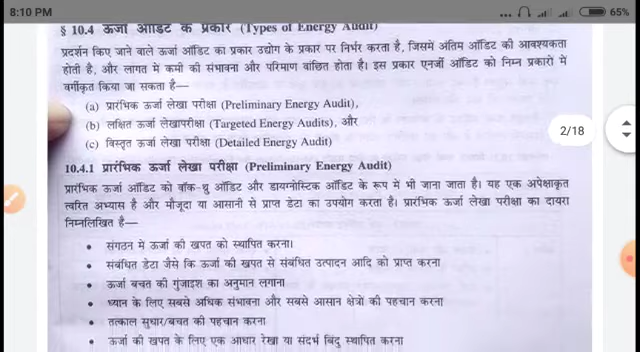 8:10 PM
65%
§ 10.4 ऊर्जा ऑडिट के प्रकार (Types of Energy Audit)
प्रदर्शन किए जाने वाले ऊर्जा ऑडिट का प्रकार उद्योग के प्रकार पर निर्भर करता है, जिसमें अंतिम ऑडिट की आवश्यकता
होती है, और लागत में कमी की संभावना और परिमाण वांछित होता है। इस प्रकार एनर्जी ऑडिट को निम्न प्रकारो में
वर्गीकृत किया जा सकता है—
(a) प्रारंभिक ऊर्जा लेखा परीक्षा (Preliminary Energy Audit),
(b) लक्षित ऊर्जा लेखापरीक्षा (Targeted Energy Audits), और
2/18
(c) विस्तृत ऊर्जा लेखा परीक्षा (Detailed Energy Audit)
10.4.1 प्रारंभिक ऊर्जा लेखा परीक्षा (Preliminary Energy Audit)
प्रारंभिक ऊर्जा ऑडिट को वॉक-थ्रु ऑडिट और डायग्नोस्टिक ऑडिट के रूप में भी जाना जाता है। यह एक अपेक्षाकृत
त्वरित अभ्यास है और मौजूदा या आसानी से प्राप्त डेटा का उपयोग करता है। प्रारंभिक ऊर्जा लेखा परीक्षा का दायरा
निम्नलिखित है—
• संगठन में ऊर्जा की खपत को स्थापित करना।
• संबंधित डेटा जैसे कि ऊर्जा की खपत से संबंधित उत्पादन आदि को प्राप्त करना
• ऊर्जा बचत की गुंजाइश का अनुमान लगाना
• ध्यान के लिए सबसे अधिक संभावना और सबसे आसान क्षेत्रों की पहचान करना
• तत्काल सुधार/बचत की पहचान करना
• ऊर्जा की खपत के लिए एक आधार रेखा या संदर्भ बिंदु स्थापित करना